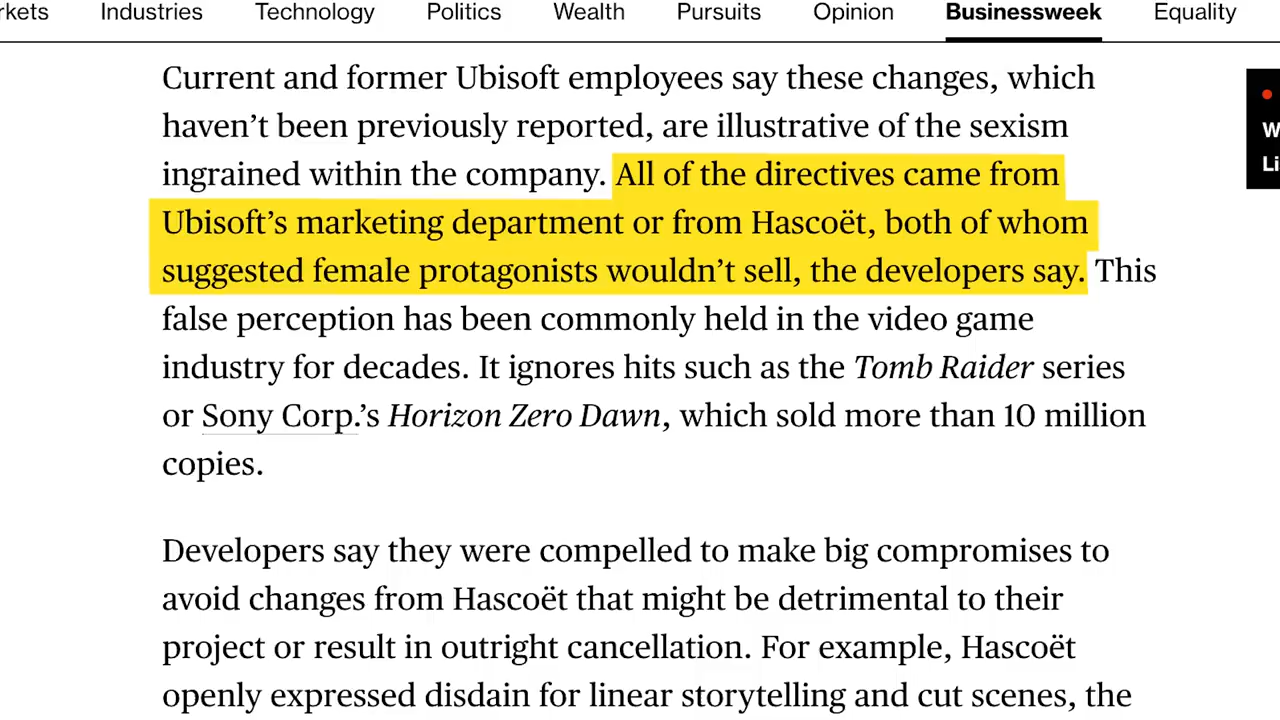 Industries Technology Politics Wealth Pursuits Opinion Businessweek Equality
Current and former Ubisoft employees say these changes, which
haven’t been previously reported, are illustrative of the sexism
ingrained within the company. All of the directives came from
Ubisoft’s marketing department or from Hascoët, both of whom
suggested female protagonists wouldn’t sell, the developers say. This
false perception has been commonly held in the video game
industry for decades. It ignores hits such as the Tomb Raider series
or Sony Corp.’s Horizon Zero Dawn, which sold more than 10 million
copies.
Developers say they were compelled to make big compromises to
avoid changes from Hascoët that might be detrimental to their
project or result in outright cancellation. For example, Hascoët
openly expressed disdain for linear storytelling and cut scenes, the